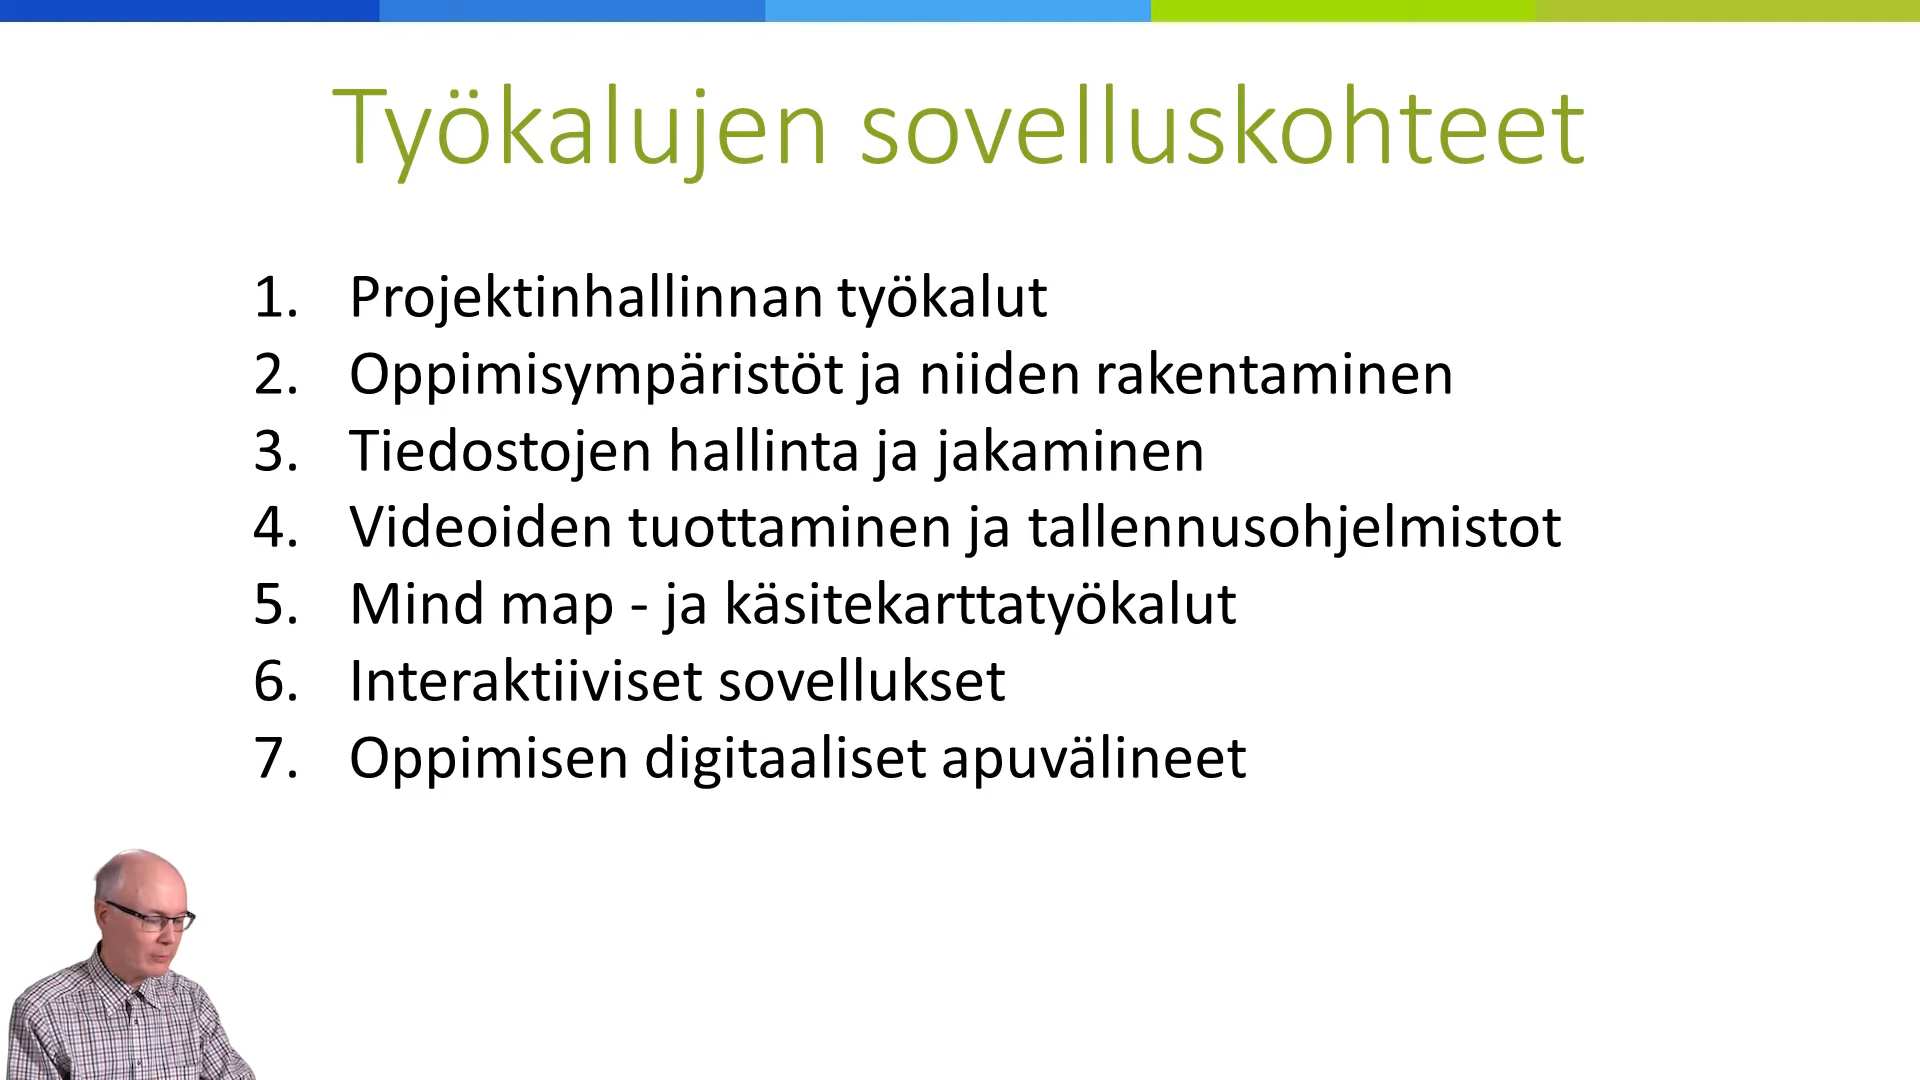 Työkalujen sovelluskohteet
1. Projektinhallinnan työkalut
2. Oppimisympäristöt ja niiden rakentaminen
3. Tiedostojen hallinta ja jakaminen
4. Videoiden tuottaminen ja tallennusohjelmistot
5. Mind map - ja käsitekarttatyökalut
6. Interaktiiviset sovellukset
7. Oppimisen digitaaliset apuvälineet